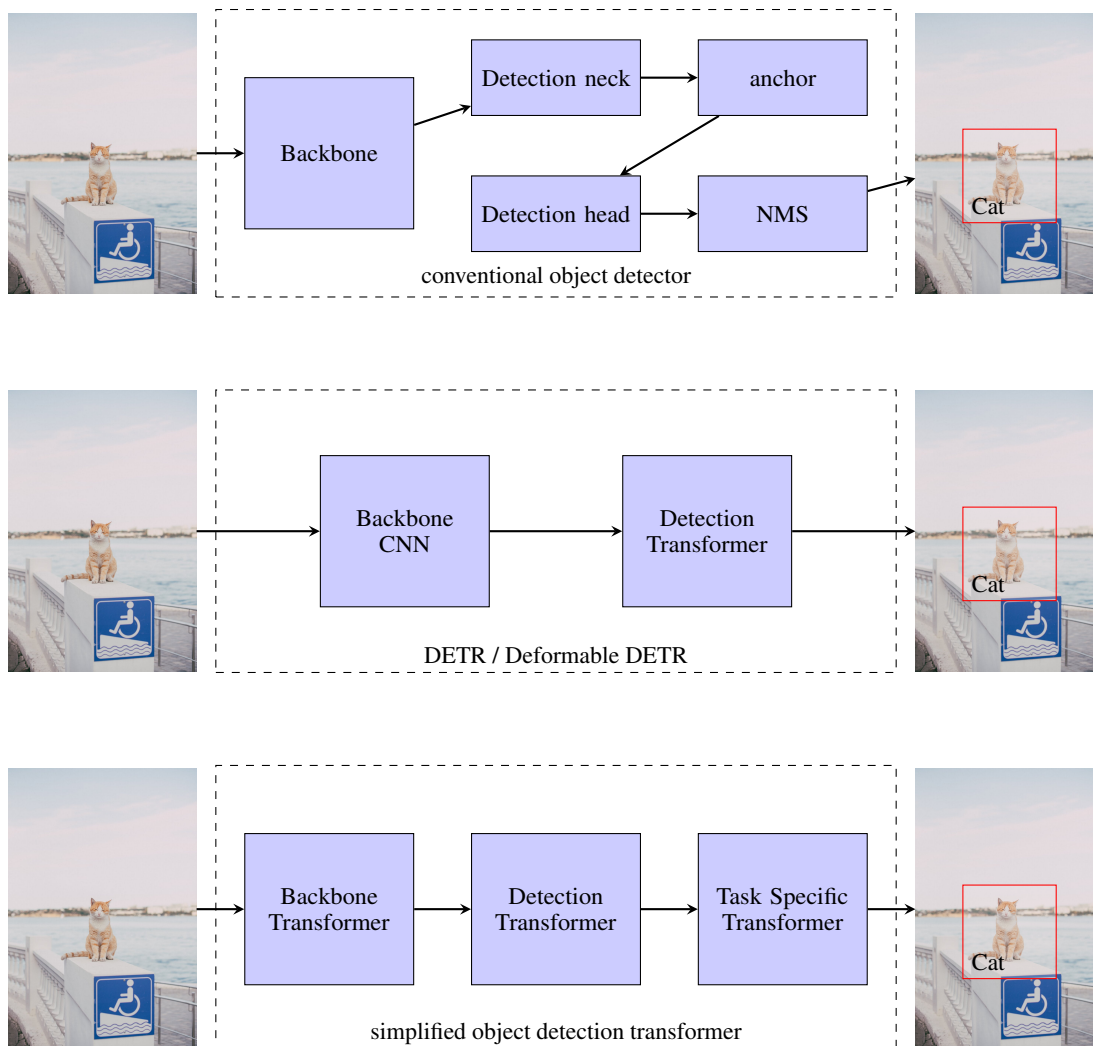 Detection neck
anchor
Backbone
Detection head
NMS
Cat
conventional object detector
Backbone
CNN
Detection
Transformer
Cat
DETR / Deformable DETR
Backbone
Transformer
Detection
Transformer
Task Specific
Transformer
Cat
simplified object detection transformer